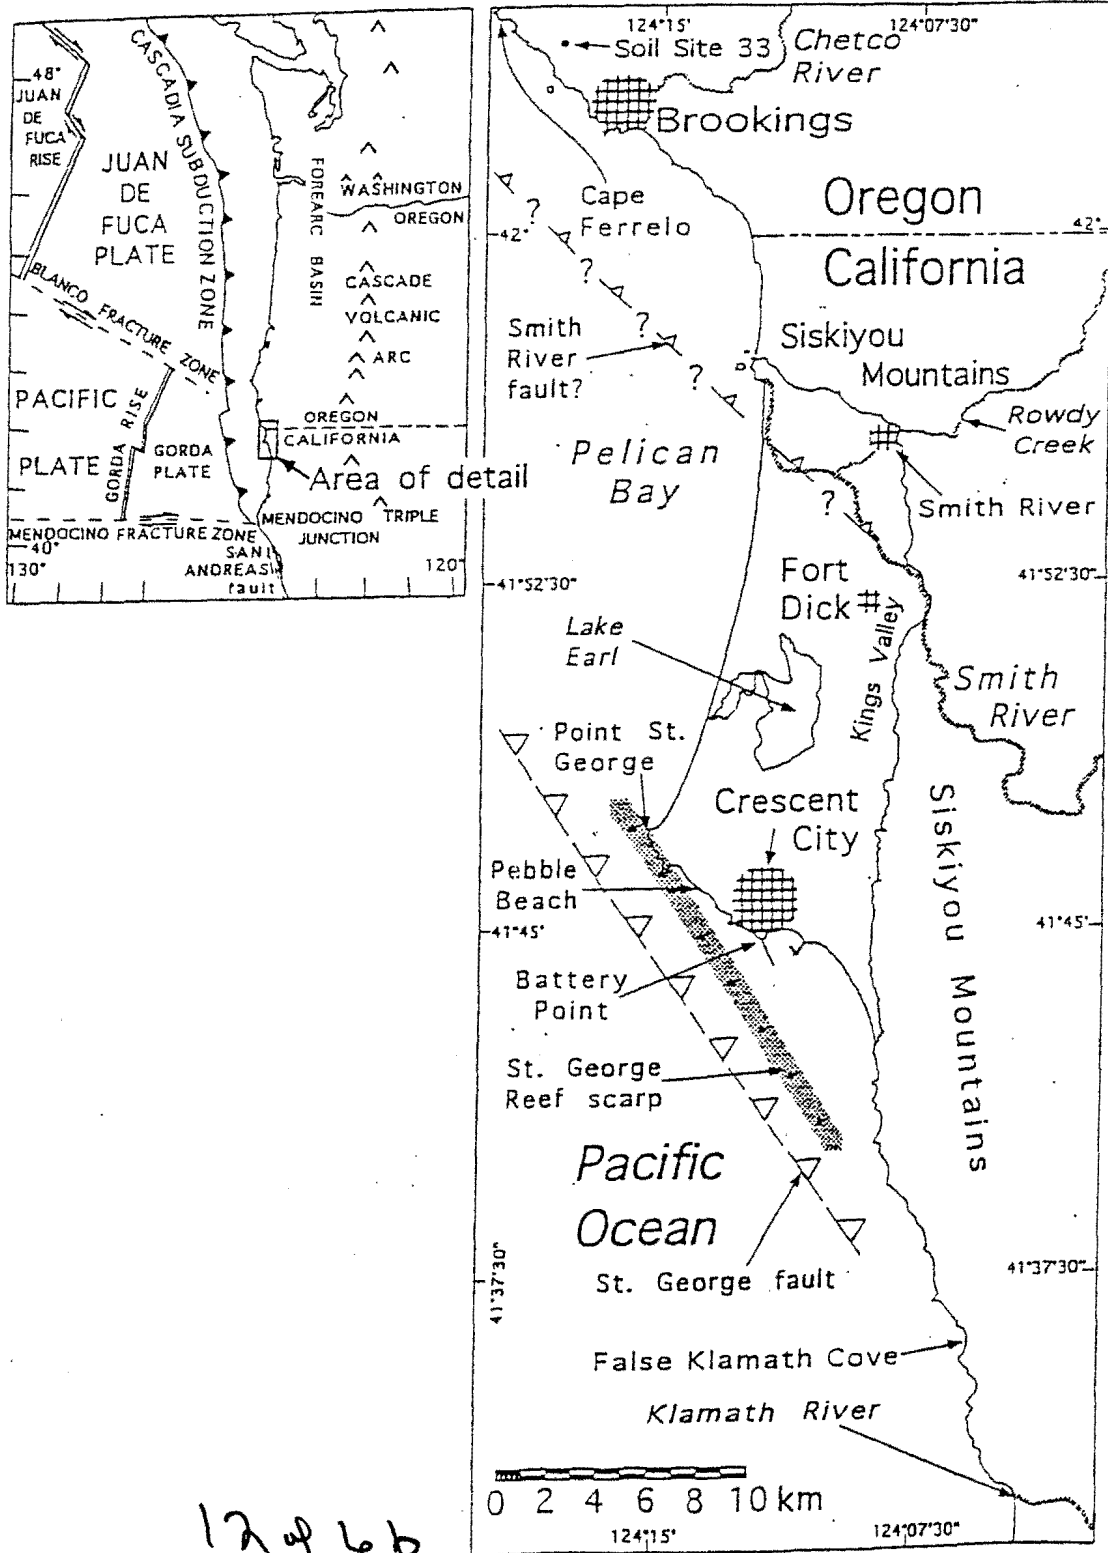 48°
JUAN
DE
FUCA
RISE
CASCADIA SUBDUCTION ZONE
JUAN
DE
FUCA
PLATE
FOREARC BASIN
WASHINGTON
OREGON
CASCADE
VOLCANIC
ARC
BLANCO FRACTURE ZONE
PACIFIC
PLATE
GORDA RISE
GORDA
PLATE
OREGON
CALIFORNIA
Area of detail
MENDOCINO TRIPLE
JUNCTION
MENDOCINO FRACTURE ZONE
40°
SAN
ANDREAS
fault
130°
120°
124°15'
124°07'30"
Soil Site 33
Chetco
River
Brookings
Cape
Ferrelo
Oregon
42°
42°
California
?
?
?
?
?
Smith
River
fault?
Siskiyou
Mountains
Rowdy
Creek
Pelican
Bay
Smith River
Fort
Dick
41°52'30"
41°52'30"
Lake
Earl
Kings Valley
Smith
River
Point St.
George
Crescent
City
Siskiyou Mountains
Pebble
Beach
41°45'
41°45'
Battery
Point
St. George
Reef scarp
Pacific
Ocean
St. George fault
41°37'30"
41°37'30"
False Klamath Cove
Klamath River
0 2 4 6 8 10 km
124°15'
124°07'30"
12 of 66